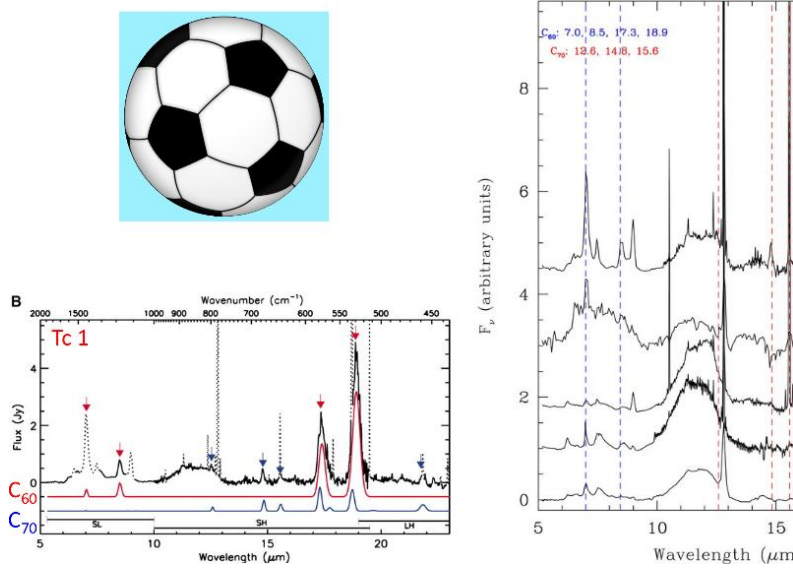 B
Wavenumber (cm⁻¹)
2000 1500 1000 900 800 700 600 550 500 450 400
Tc 1
Flux (Jy)
4
2
0
C₆₀
C₇₀
SL SH LH
5 10 15 20
Wavelength (μm)
C₆₀: 7.0, 8.5, 17.3, 18.9
C₇₀: 12.6, 14.8, 15.6
F_ν (arbitrary units)
8
6
4
2
0
5 10 15
Wavelength (μm